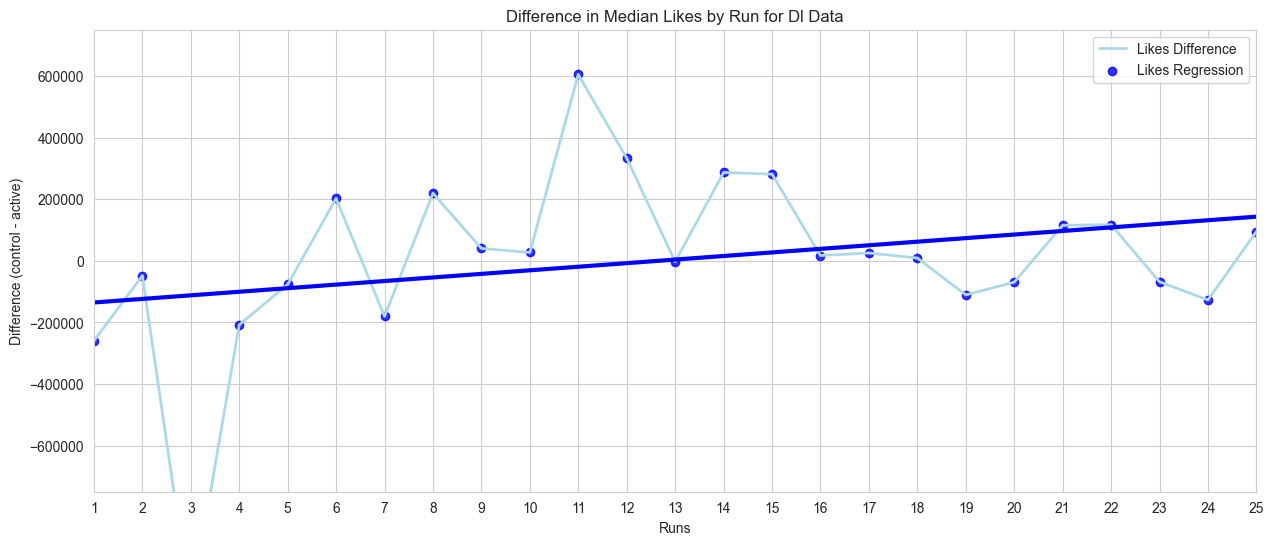 Difference in Median Likes by Run for DI Data
Likes Difference
Likes Regression
Difference (control - active)
600000
400000
200000
0
−200000
−400000
−600000
1 2 3 4 5 6 7 8 9 10 11 12 13 14 15 16 17 18 19 20 21 22 23 24 25
Runs